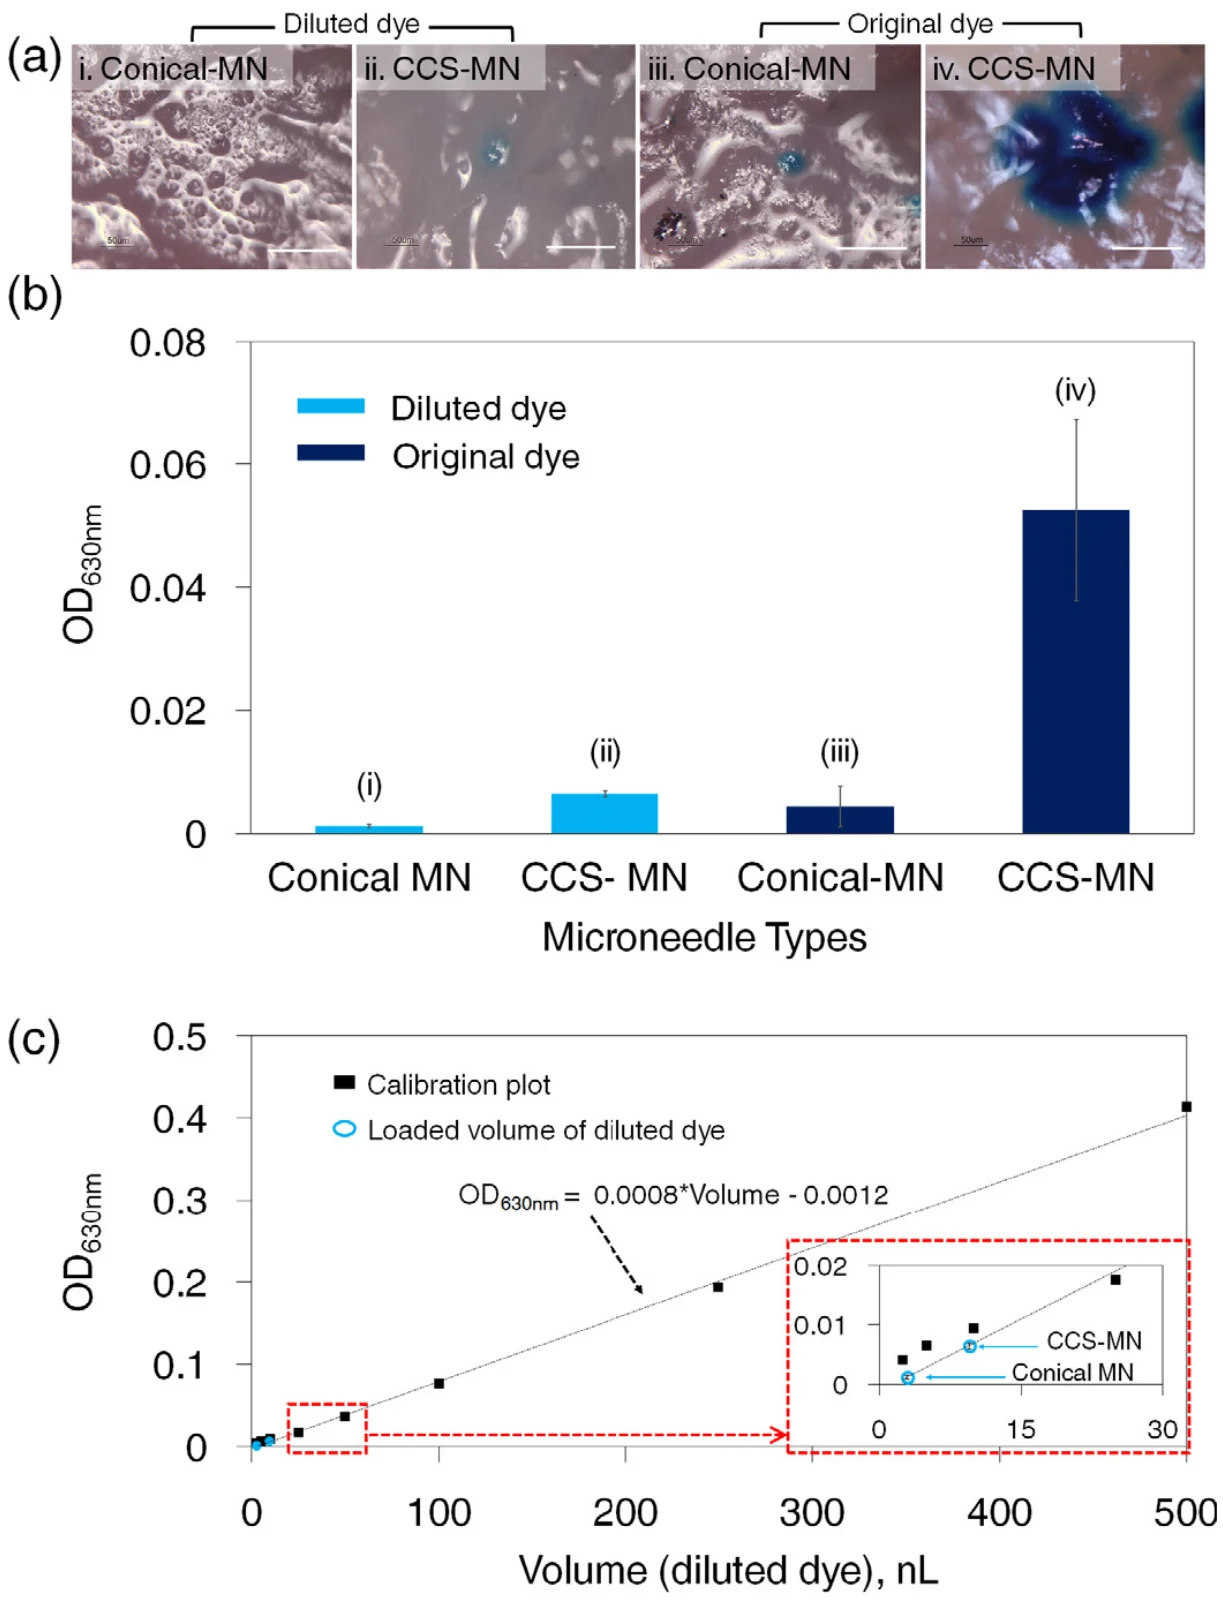 (a)
Diluted dye
Original dye
i. Conical-MN
ii. CCS-MN
iii. Conical-MN
iv. CCS-MN
50um
50um
50um
50um
(b)
0.08
0.06
0.04
0.02
0
OD630nm
Diluted dye
Original dye
(i)
(ii)
(iii)
(iv)
Conical MN
CCS- MN
Conical-MN
CCS-MN
Microneedle Types
(c)
0.5
0.4
0.3
0.2
0.1
0
OD630nm
Calibration plot
Loaded volume of diluted dye
OD630nm = 0.0008*Volume - 0.0012
0.02
0.01
0
CCS-MN
Conical MN
0
15
30
0
100
200
300
400
500
Volume (diluted dye), nL